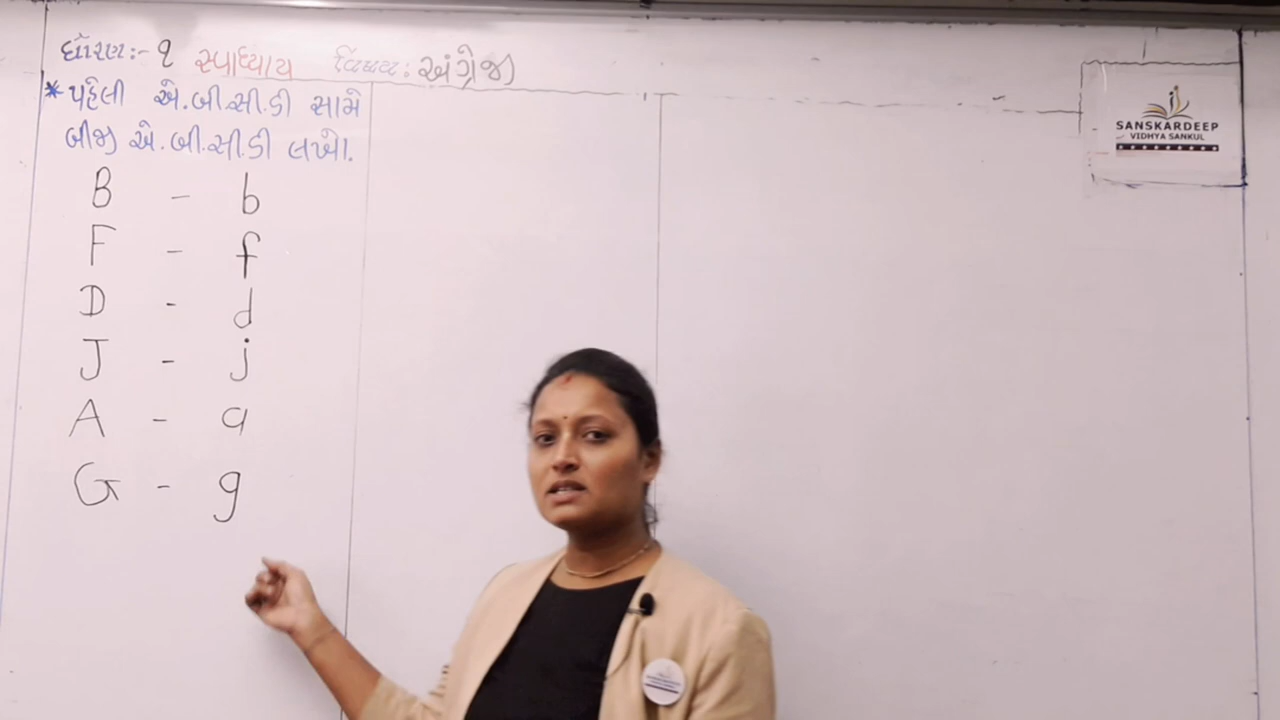 ધોરણ:- ૧ સ્વાધ્યાય વિષય: અંગ્રેજી
* પહેલી એ.બી.સી.ડી સામે
બીજી એ.બી.સી.ડી લખો.
B - b
F - f
D - d
J - j
A - a
G - g
SANSKARDEEP
VIDHYA SANKUL